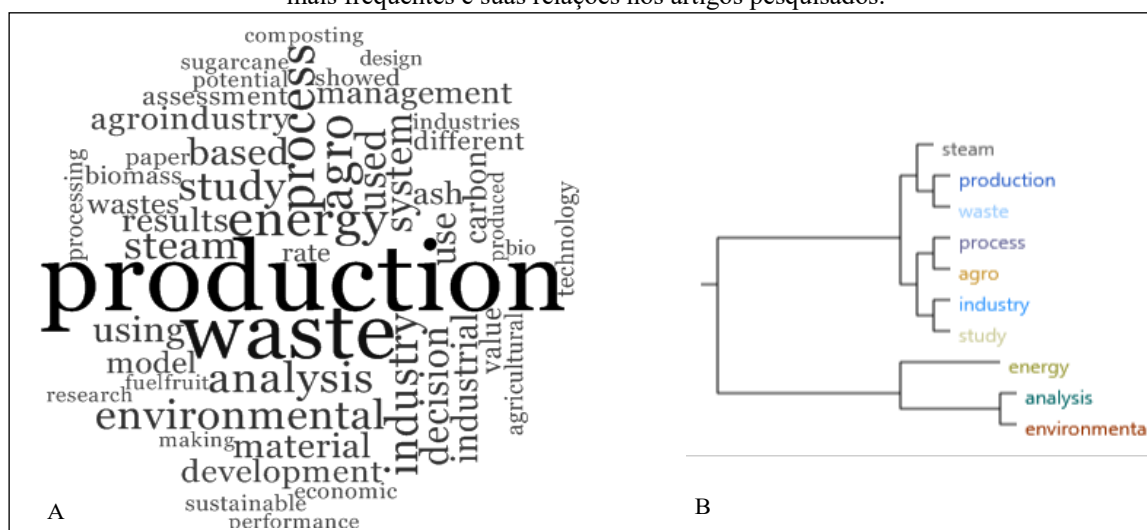 mais frequentes e suas relações nos artigos pesquisados.
composting
sugarcane
design
potential
showed
process
assessment
management
agroindustry
agro
used
system
industries
different
processing
paper
based
biomass
study
ash
carbon
produced
wastes
technology
results
energy
use
steam
rate
bio
production
using
waste
industry
decision
industrial
value
agricultural
model
fuel
fruit
analysis
research
environmental
making
material
development
economic
sustainable
performance
A
steam
production
waste
process
agro
industry
study
energy
analysis
environmenta
B